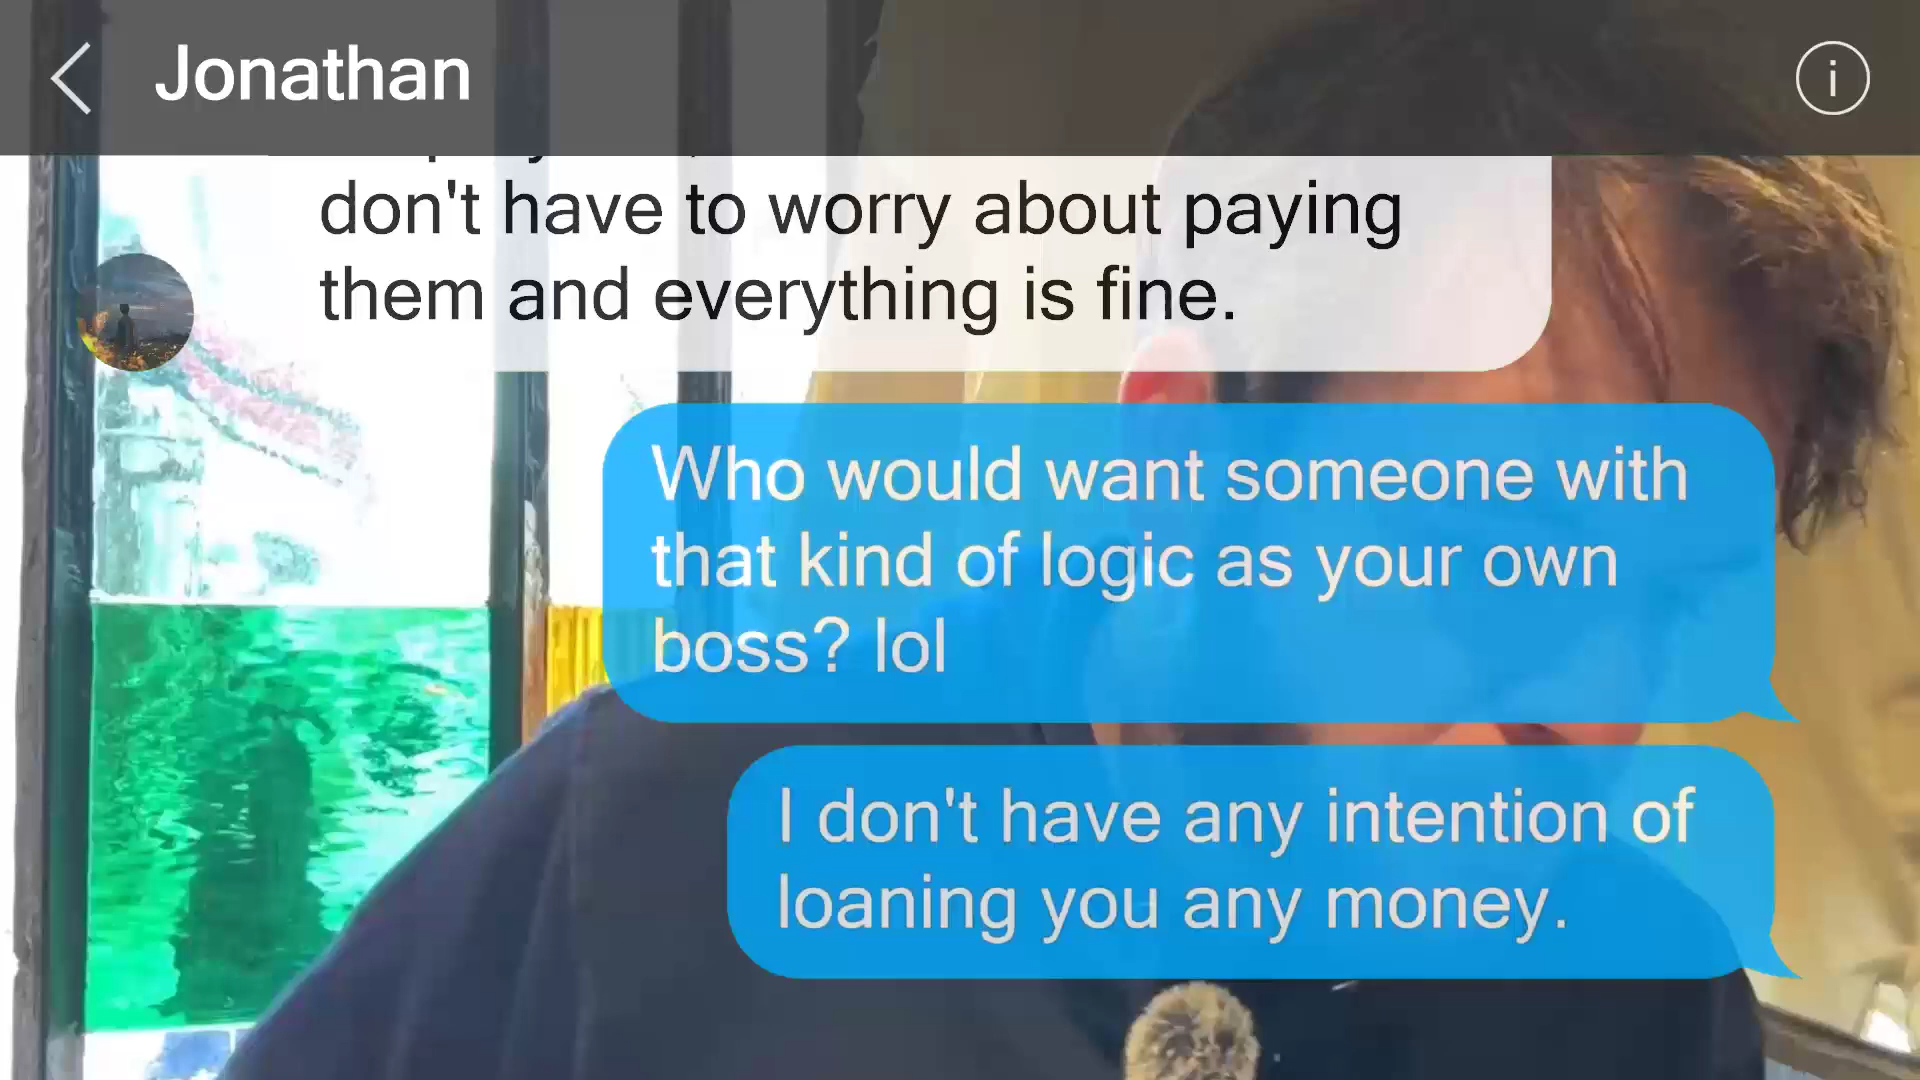 Jonathan
don't have to worry about paying
them and everything is fine.
Who would want someone with
that kind of logic as your own
boss? lol
I don't have any intention of
loaning you any money.